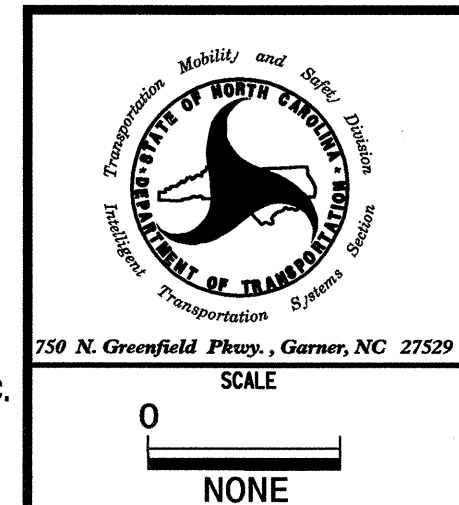 Transportation Mobility and Safety Division
STATE OF NORTH CAROLINA
DEPARTMENT OF TRANSPORTATION
Intelligent Transportation Systems Section
750 N. Greenfield Pkwy., Garner, NC 27529
SCALE
0
NONE